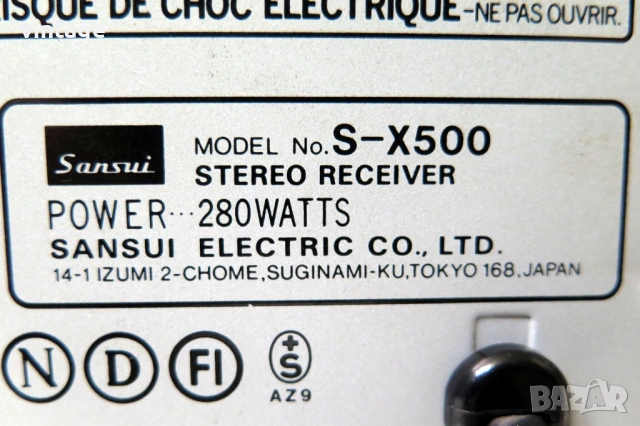 RISQUE DE CHOC ELECTRIQUE-NE PAS OUVRIR.
vintage
Sansui
MODEL No. S-X500
STEREO RECEIVER
POWER···280WATTS
SANSUI ELECTRIC CO., LTD.
14-1 IZUMI 2-CHOME, SUGINAMI-KU, TOKYO 168, JAPAN
N D FI +S
AZ9
BAZAR